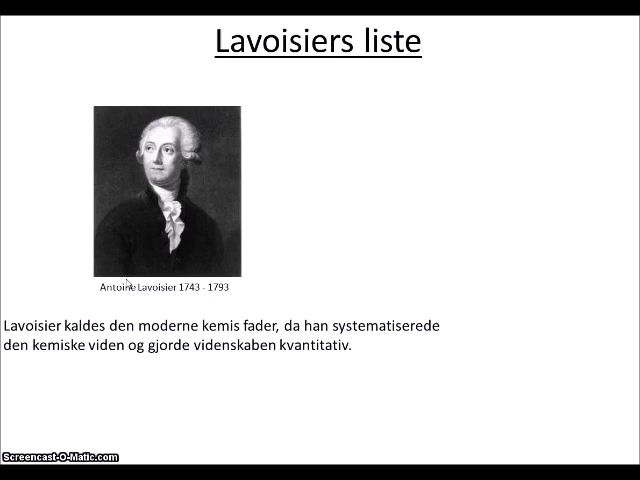 Lavoisiers liste
Antoine Lavoisier 1743 - 1793
Lavoisier kaldes den moderne kemis fader, da han systematiserede
den kemiske viden og gjorde videnskaben kvantitativ.
Screencast-O-Matic.com